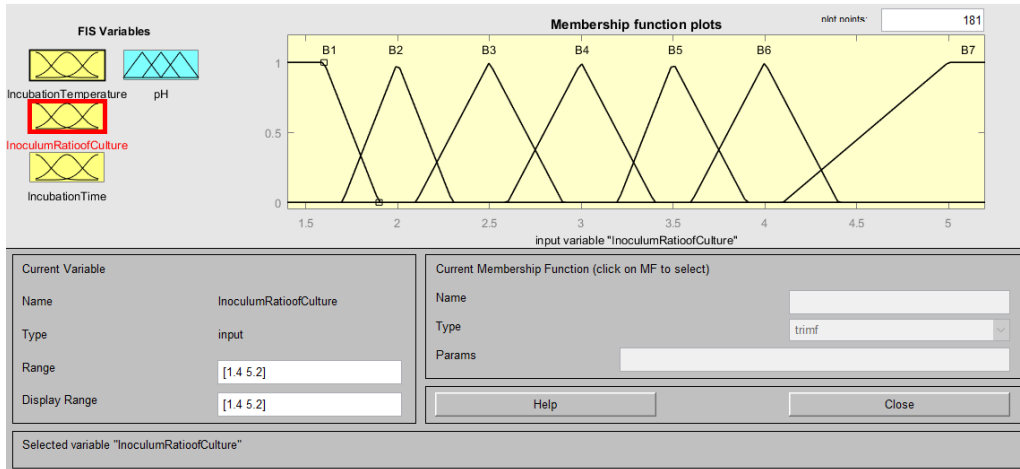 FIS Variables
IncubationTemperature
pH
InoculumRatioofCulture
IncubationTime
Membership function plots
plot points:
181
B1 B2 B3 B4 B5 B6 B7
1
0.5
0
1.5 2 2.5 3 3.5 4 4.5 5
input variable "InoculumRatioofCulture"
Current Variable
Name InoculumRatioofCulture
Type input
Range [1.4 5.2]
Display Range [1.4 5.2]
Current Membership Function (click on MF to select)
Name
Type trimf
Params
Help Close
Selected variable "InoculumRatioofCulture"